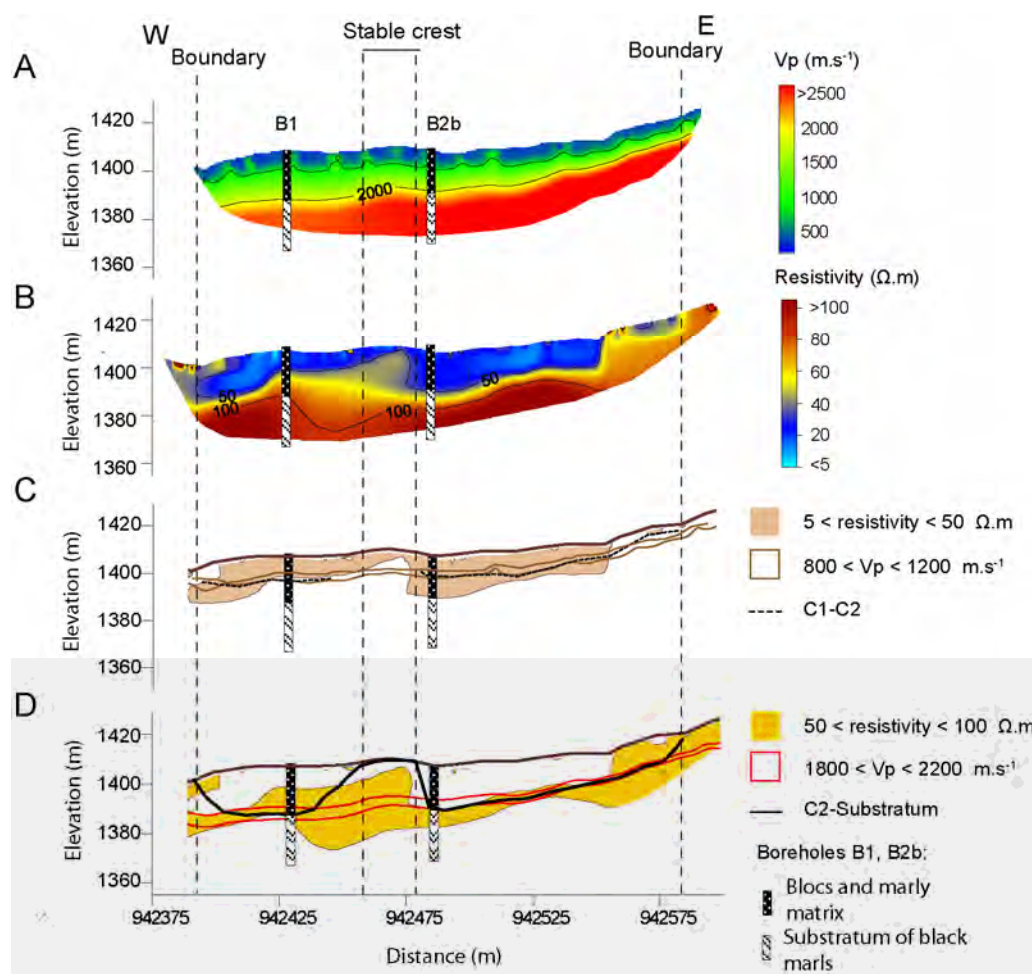 W
Stable crest
E
Boundary
Boundary
A
Vp (m.s⁻¹)
>2500
2000
1500
1000
500
Elevation (m)
1420
1400
1380
1360
B1
B2b
2000
B
Resistivity (Ω.m)
>100
80
60
40
20
<5
Elevation (m)
1420
1400
1380
1360
50
100
100
50
C
Elevation (m)
1420
1400
1380
1360
5 < resistivity < 50 Ω.m
800 < Vp < 1200 m.s⁻¹
C1-C2
D
Elevation (m)
1420
1400
1380
1360
50 < resistivity < 100 Ω.m
1800 < Vp < 2200 m.s⁻¹
C2-Substratum
Boreholes B1, B2b:
Blocs and marly
matrix
Substratum of black
marls
942375
942425
942475
942525
942575
Distance (m)